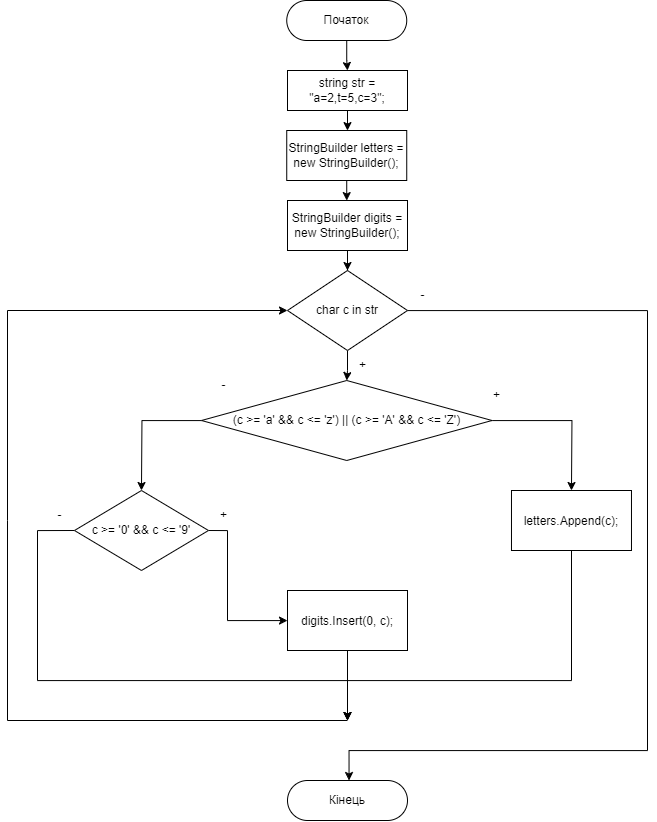 Початок
string str =
"a=2,t=5,c=3";
StringBuilder letters =
new StringBuilder();
StringBuilder digits =
new StringBuilder();
char c in str
-
+
-
(c >= 'a' && c <= 'z') || (c >= 'A' && c <= 'Z')
+
-
c >= '0' && c <= '9'
+
letters.Append(c);
digits.Insert(0, c);
Кінець